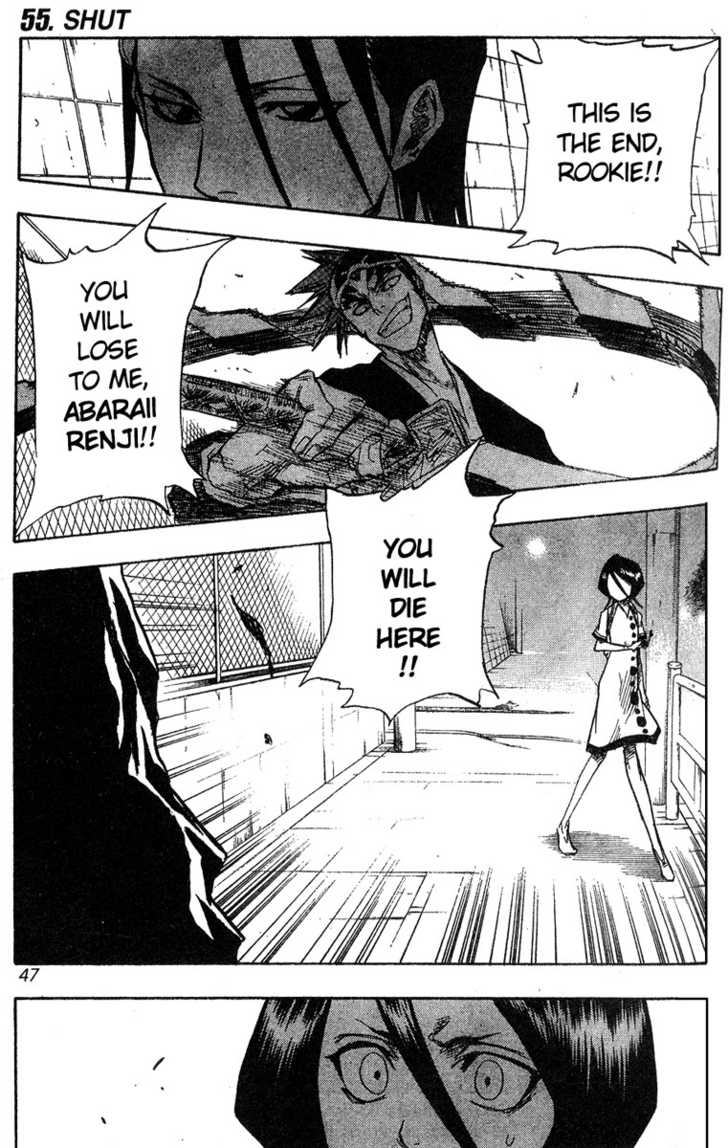 55. SHUT
THIS IS
THE END,
ROOKIE!!
YOU
WILL
LOSE
TO ME,
ABARAII
RENJI!!
YOU
WILL
DIE
HERE
!!
47